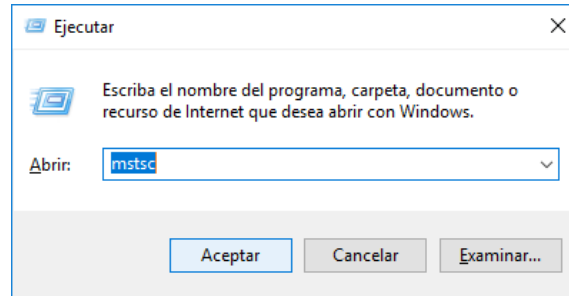 Ejecutar
Escriba el nombre del programa, carpeta, documento o
recurso de Internet que desea abrir con Windows.
Abrir: mstsc
Aceptar Cancelar Examinar...